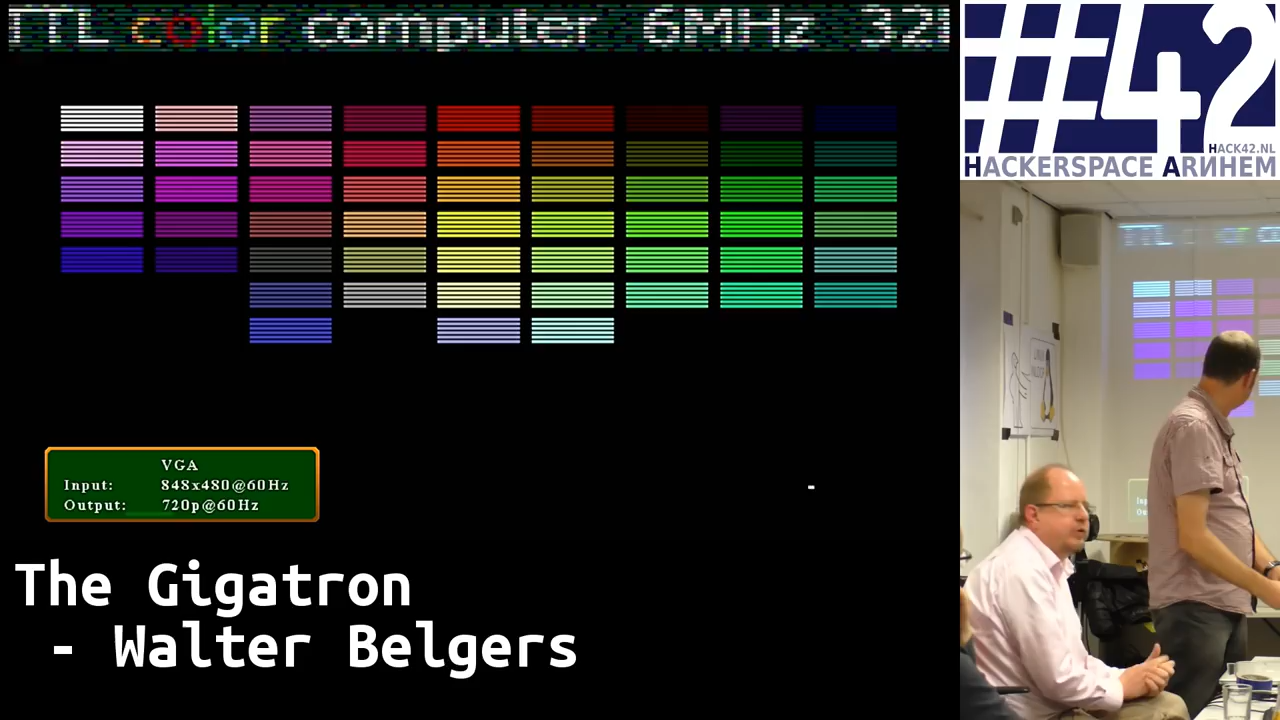 TTL color computer 6MHz 32
#42
HACK42.NL
HACKERSPACE ARИHEM
VGA
Input: 848x480@60Hz
Output: 720p@60Hz
The Gigatron
- Walter Belgers